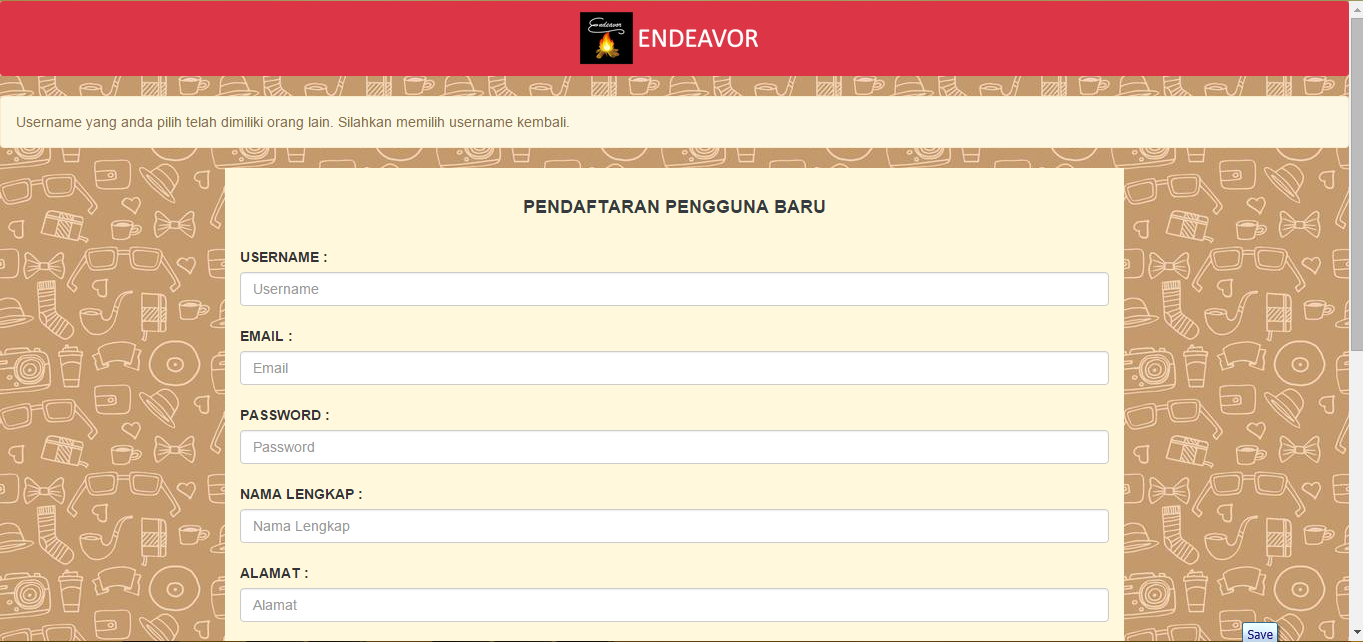 Endeavor
ENDEAVOR
Username yang anda pilih telah dimiliki orang lain. Silahkan memilih username kembali.
PENDAFTARAN PENGGUNA BARU
USERNAME :
Username
EMAIL :
Email
PASSWORD :
Password
NAMA LENGKAP :
Nama Lengkap
ALAMAT :
Alamat
Save